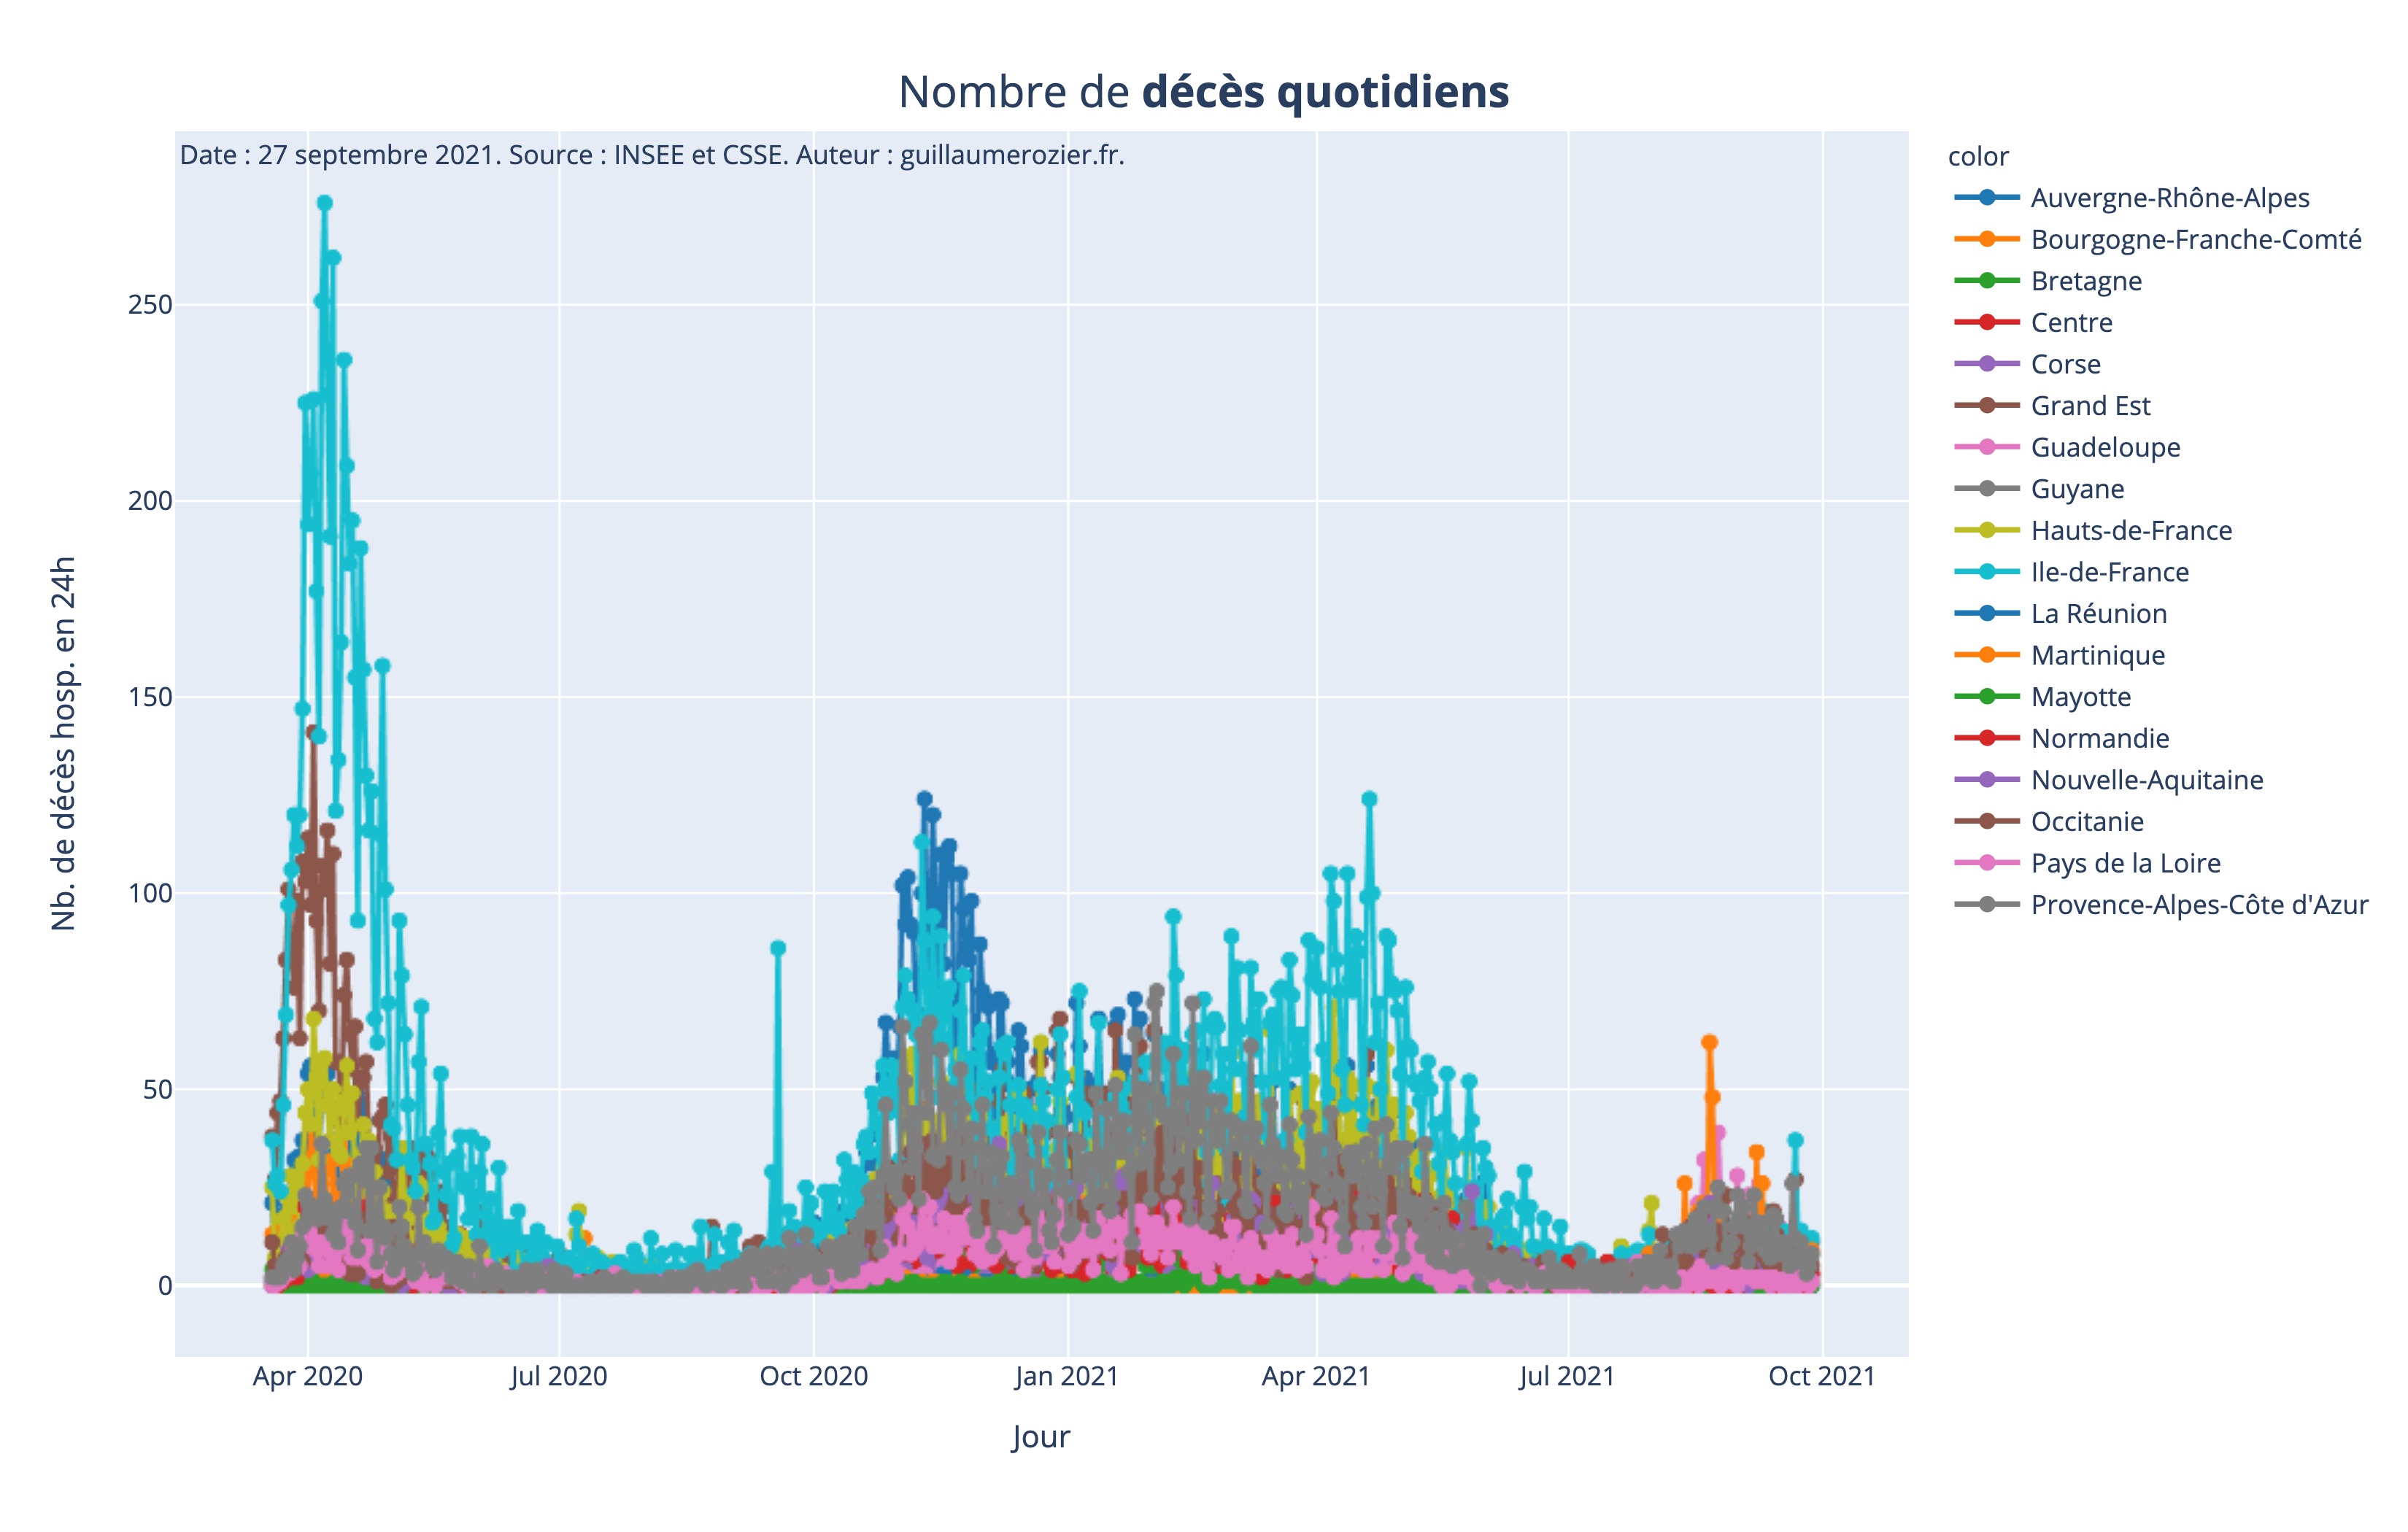 Nombre de décès quotidiens
Date : 27 septembre 2021. Source : INSEE et CSSE. Auteur : guillaumerozier.fr.
Nb. de décès hosp. en 24h
250
200
150
100
50
0
Apr 2020
Jul 2020
Oct 2020
Jan 2021
Apr 2021
Jul 2021
Oct 2021
Jour
color
Auvergne-Rhône-Alpes
Bourgogne-Franche-Comté
Bretagne
Centre
Corse
Grand Est
Guadeloupe
Guyane
Hauts-de-France
Ile-de-France
La Réunion
Martinique
Mayotte
Normandie
Nouvelle-Aquitaine
Occitanie
Pays de la Loire
Provence-Alpes-Côte d'Azur